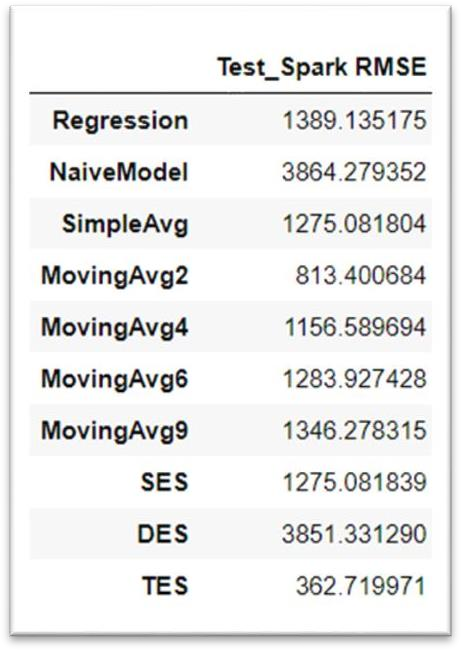 Test_Spark RMSE
Regression 1389.135175
NaiveModel 3864.279352
SimpleAvg 1275.081804
MovingAvg2 813.400684
MovingAvg4 1156.589694
MovingAvg6 1283.927428
MovingAvg9 1346.278315
SES 1275.081839
DES 3851.331290
TES 362.719971